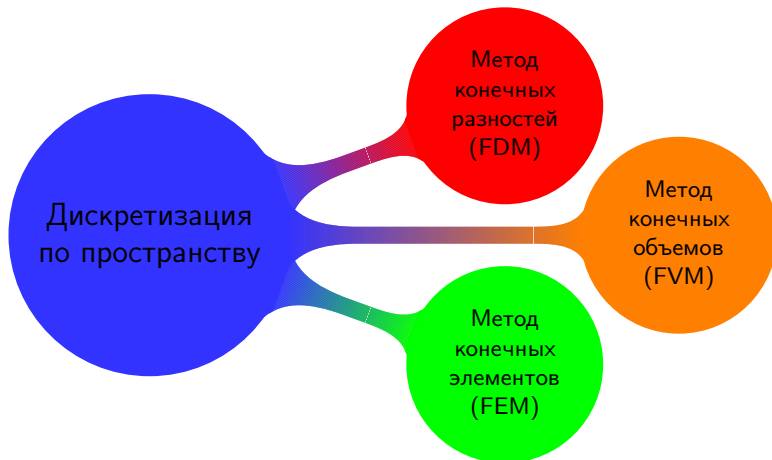 Дискретизация
по пространству
Метод
конечных
разностей
(FDM)
Метод
конечных
объемов
(FVM)
Метод
конечных
элементов
(FEM)